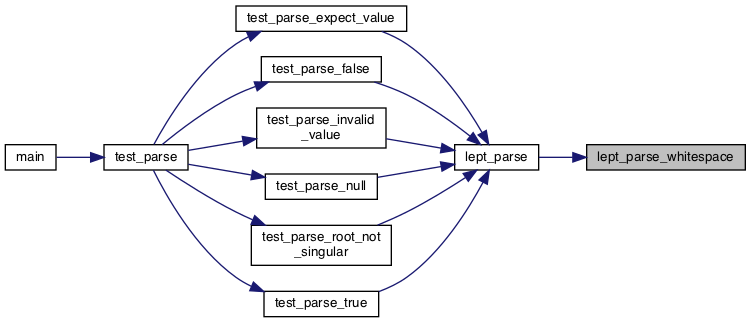 test_parse_expect_value
test_parse_false
test_parse_invalid
_value
main
test_parse
lept_parse
lept_parse_whitespace
test_parse_null
test_parse_root_not
_singular
test_parse_true